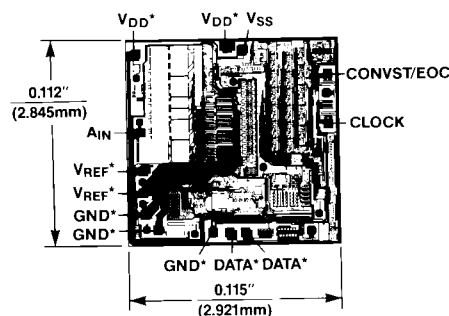 VDD* VDD* VSS
CONVST/EOC
0.112"
(2.845mm)
CLOCK
AIN
VREF*
VREF*
GND*
GND*
GND* DATA* DATA*
0.115"
(2.921mm)